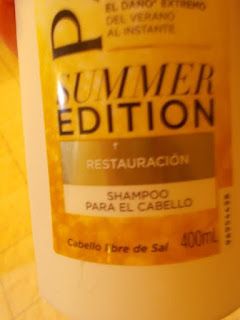 EL DAÑO* EXTREMO
DEL VERANO
AL INSTANTE
SUMMER
EDITION
RESTAURACIÓN
SHAMPOO
PARA EL CABELLO
Cabello libre de Sal
400mL